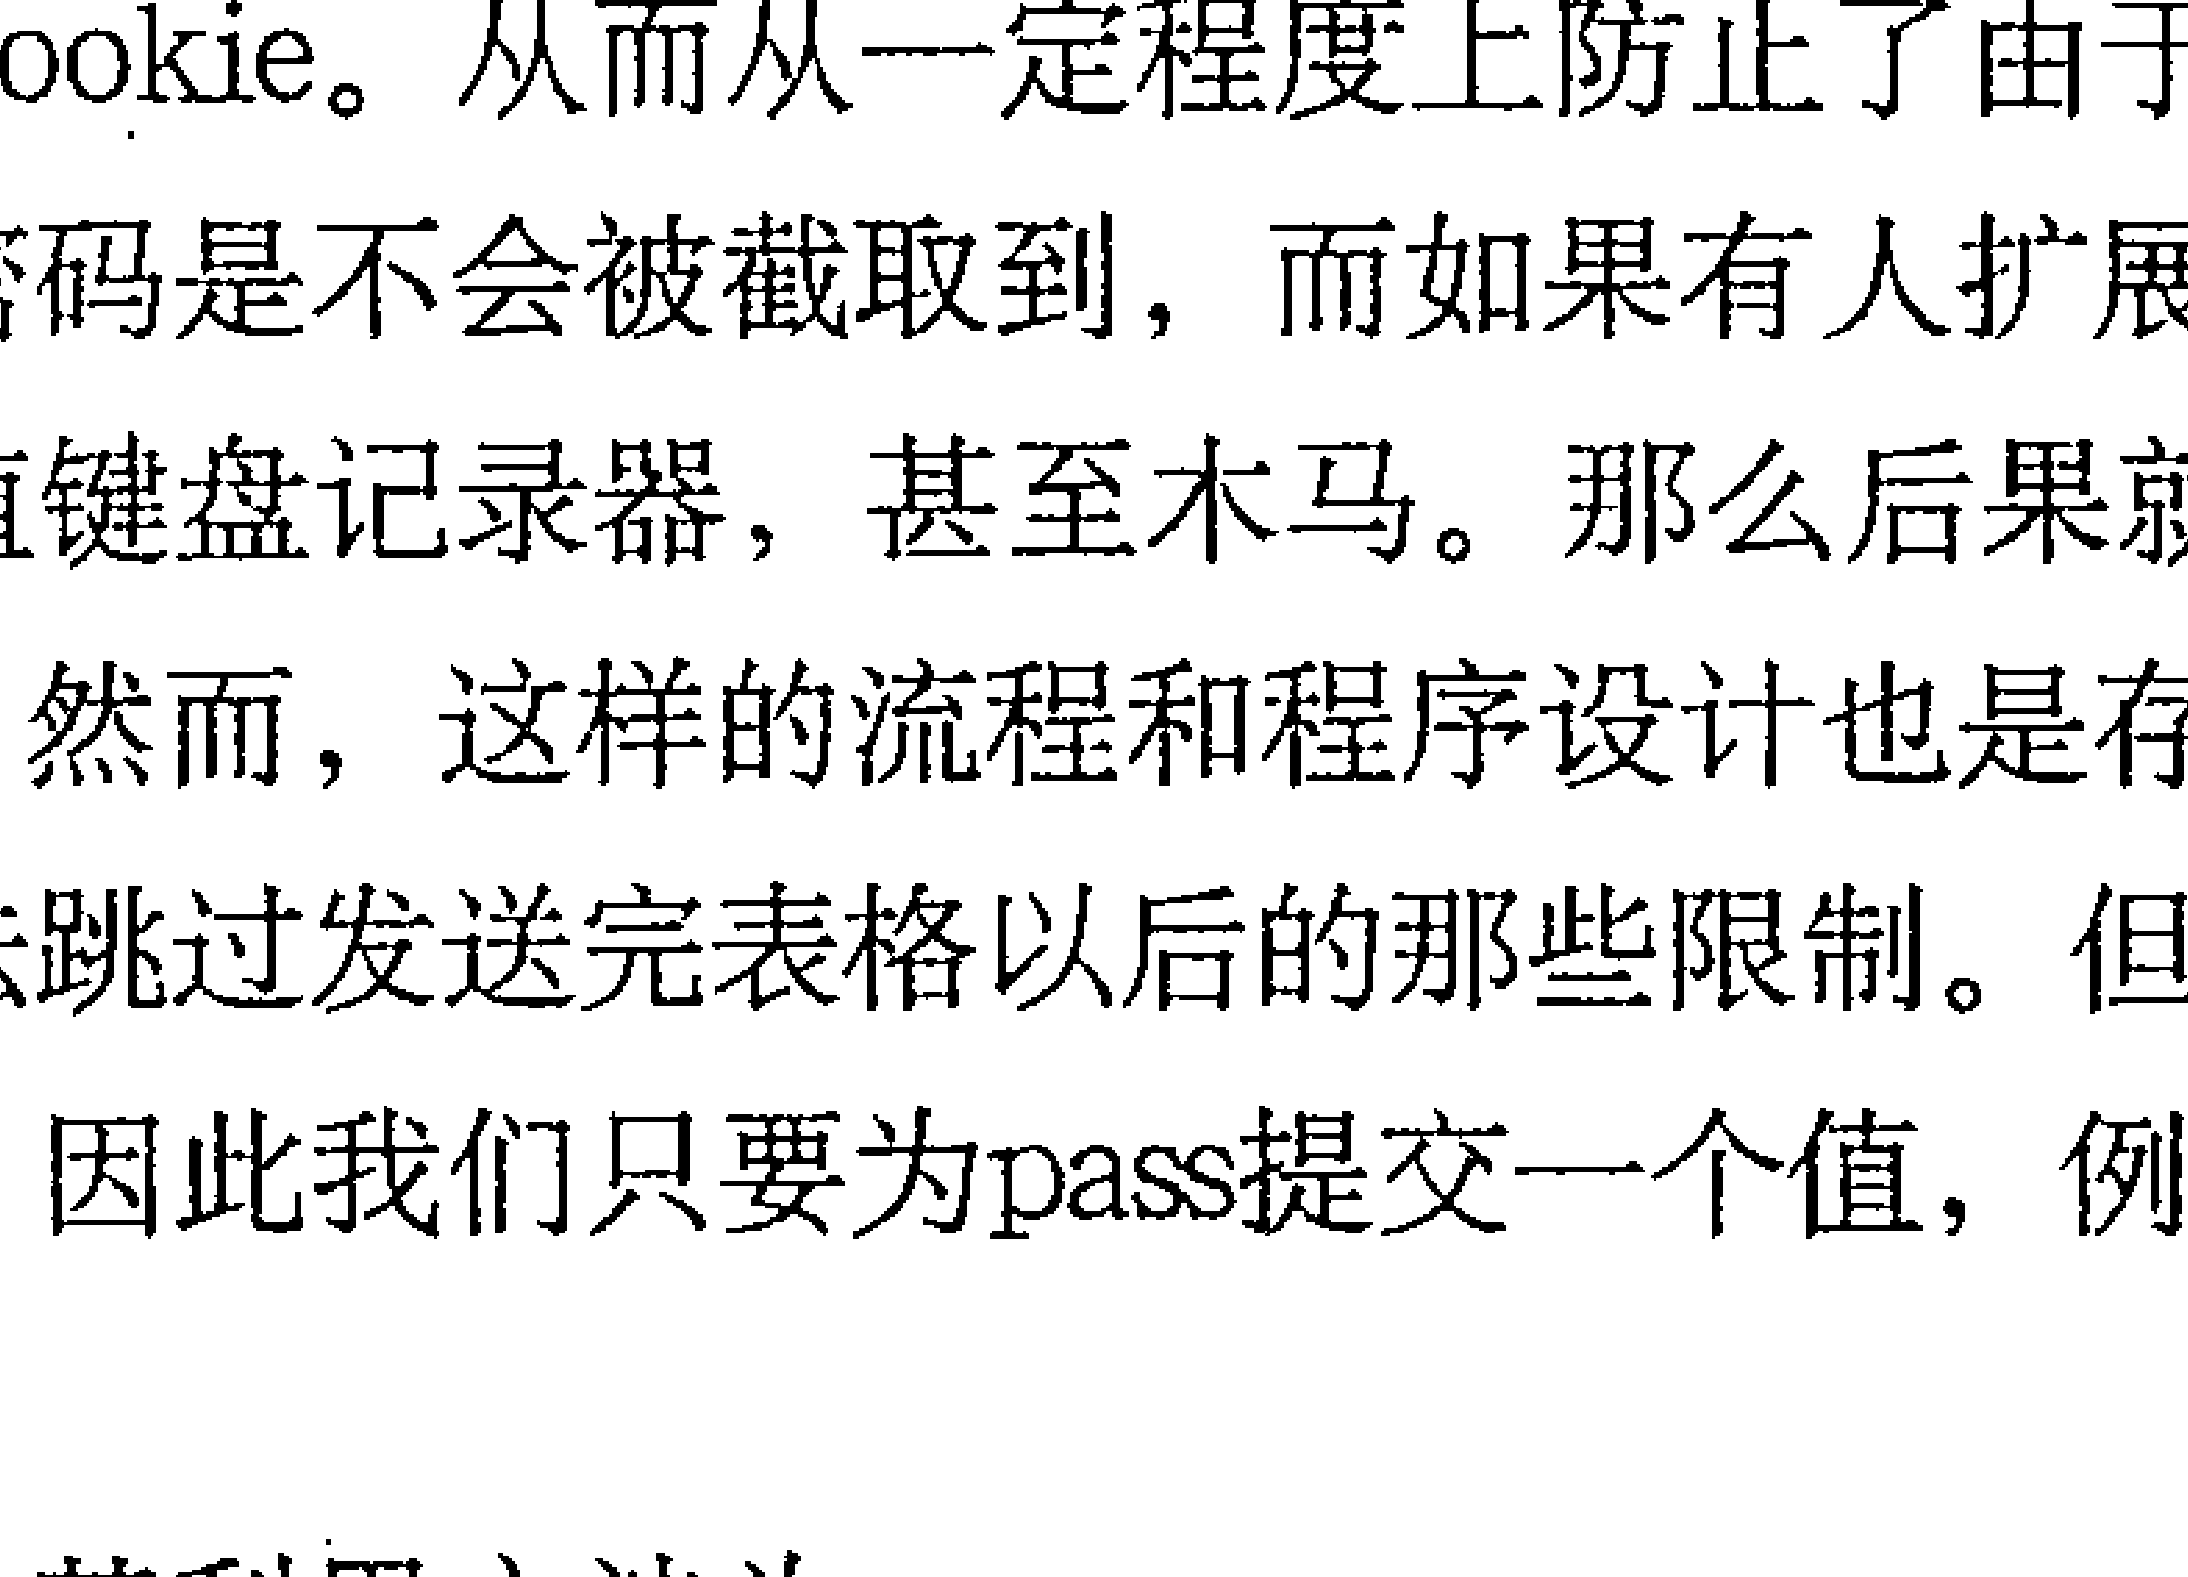 ookie。从而从一定程度上防止了由于
密码是不会被截取到，而如果有人扩展
键盘记录器，甚至木马。那么后果就
然而，这样的流程和程序设计也是存
跳过发送完表格以后的那些限制。但
因此我们只要为pass提交一个值，例